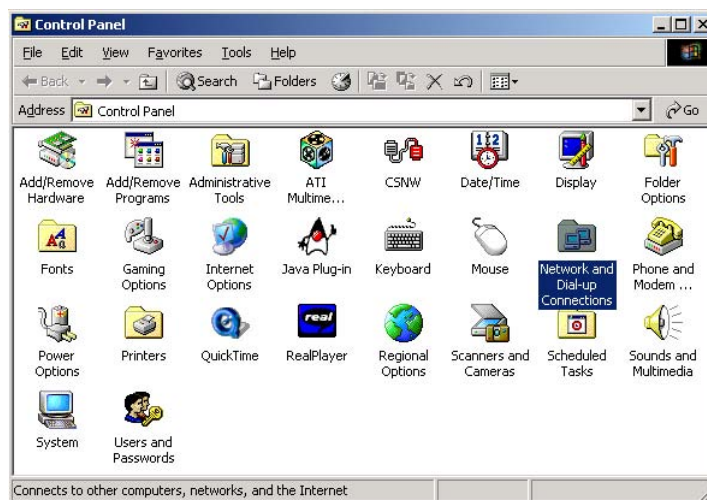 Control Panel
File Edit View Favorites Tools Help
Back Search Folders
Address Control Panel Go
Add/Remove Hardware
Add/Remove Programs
Administrative Tools
ATI Multime...
CSNW
Date/Time
Display
Folder Options
Fonts
Gaming Options
Internet Options
Java Plug-in
Keyboard
Mouse
Network and Dial-up Connections
Phone and Modem ...
Power Options
Printers
QuickTime
real
RealPlayer
Regional Options
Scanners and Cameras
Scheduled Tasks
Sounds and Multimedia
System
Users and Passwords
Connects to other computers, networks, and the Internet